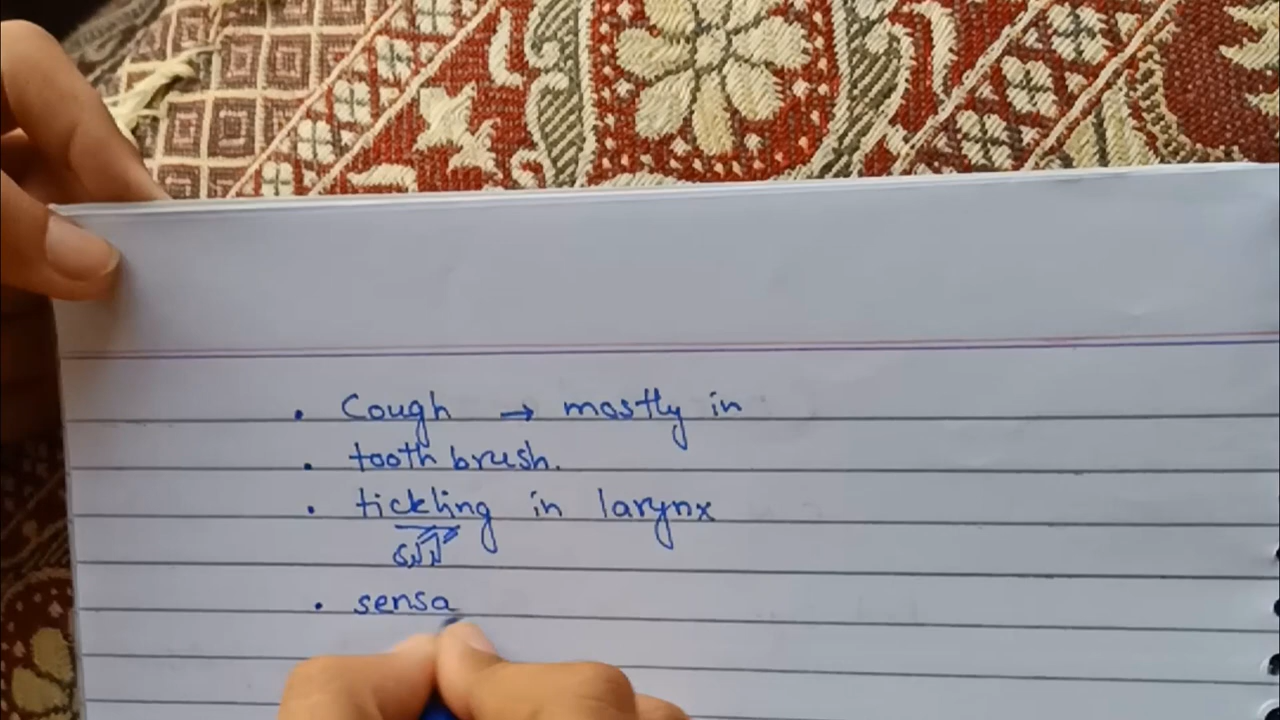 • Cough → mostly in
• tooth brush.
• tickling in larynx
• sensa